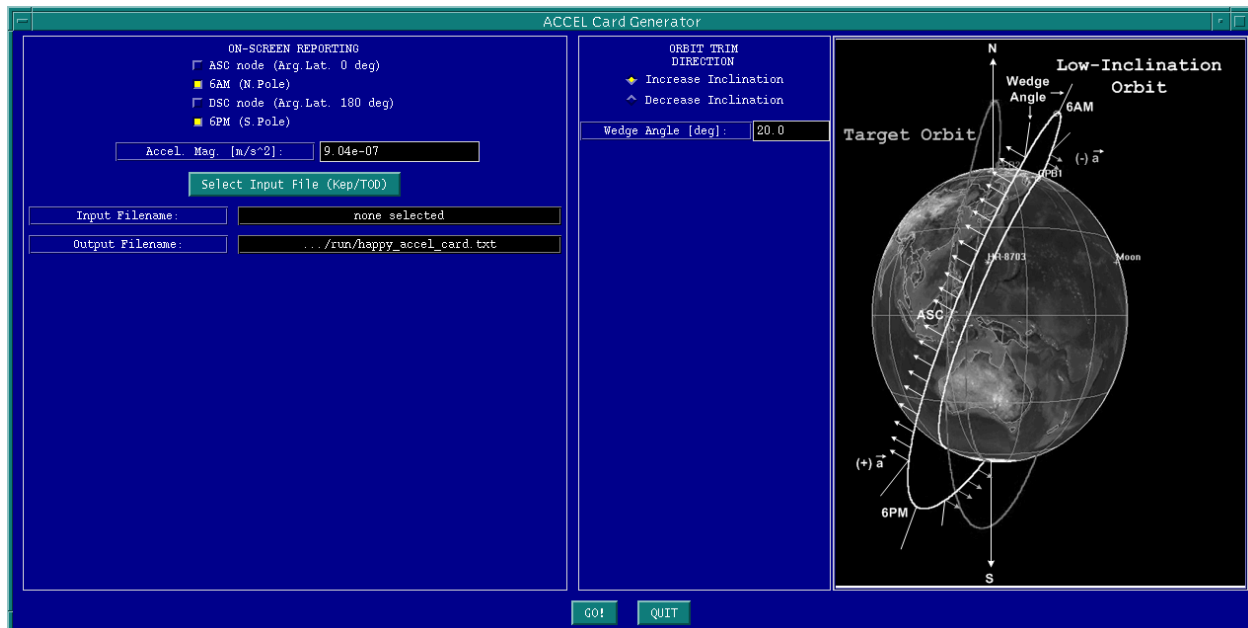 ACCEL Card Generator
ON-SCREEN REPORTING
ASC node (Arg.Lat. 0 deg)
6AM (N.Pole)
DSC node (Arg.Lat. 180 deg)
6PM (S.Pole)
Accel. Mag. [m/s^2]: 9.04e-07
Select Input File (Kep/TOD)
Input Filename: none selected
Output Filename: .../run/happy_accel_card.txt
ORBIT TRIM
DIRECTION
Increase Inclination
Decrease Inclination
Wedge Angle [deg]: 20.0
N
Low-Inclination
Orbit
Wedge
Angle
6AM
Target Orbit
(-) a
GPB1
HR 8703
Moon
ASC
(+) a
6PM
S
GO! QUIT